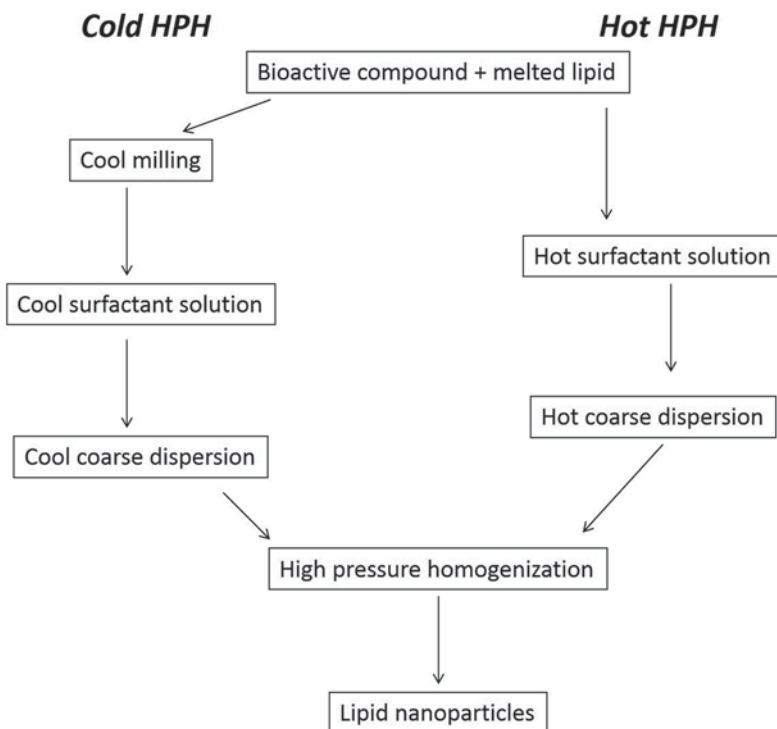 Cold HPH
Hot HPH
Bioactive compound + melted lipid
Cool milling
Hot surfactant solution
Cool surfactant solution
Hot coarse dispersion
Cool coarse dispersion
High pressure homogenization
Lipid nanoparticles